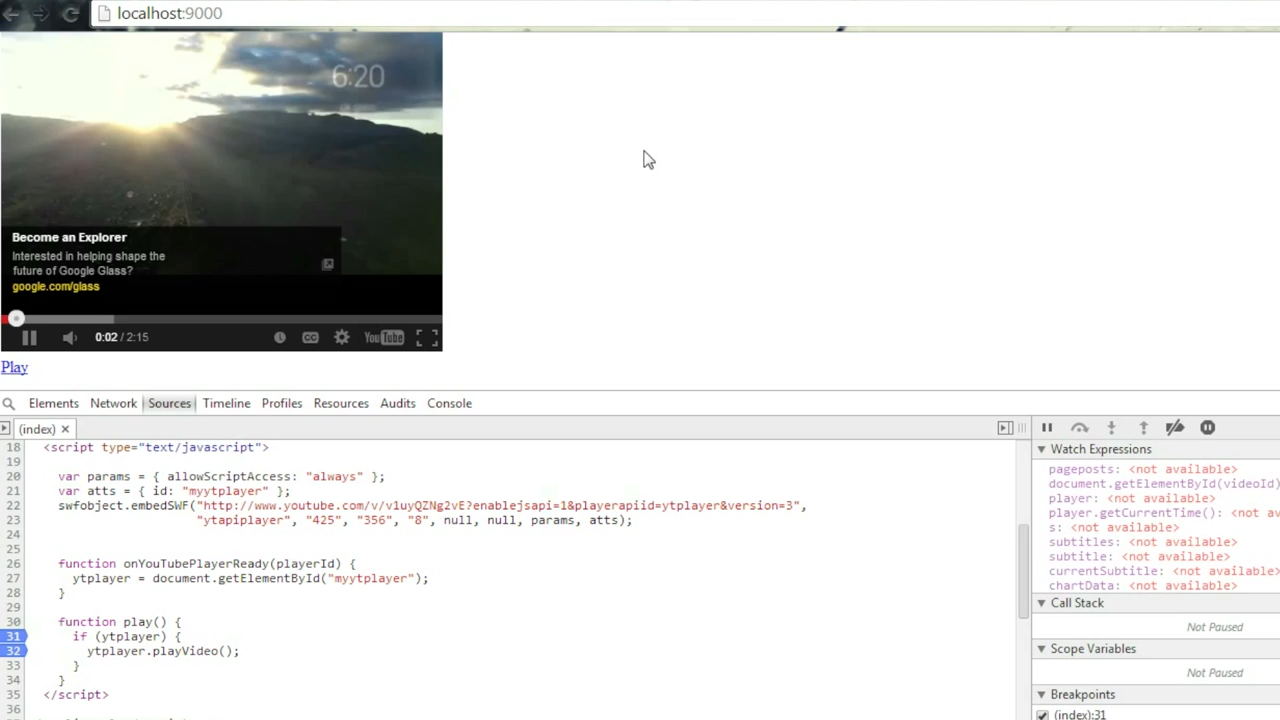 localhost:9000
6:20
Become an Explorer
Interested in helping shape the
future of Google Glass?
google.com/glass
0:02 / 2:15
CC
YouTube
Play
Elements Network Sources Timeline Profiles Resources Audits Console
(index) ×
18 <script type="text/javascript">
19
20 var params = { allowScriptAccess: "always" };
21 var atts = { id: "myytplayer" };
22 swfobject.embedSWF("http://www.youtube.com/v/v1uyQZNg2vE?enablejsapi=1&playerapiid=ytplayer&version=3",
23 "ytapiplayer", "425", "356", "8", null, null, params, atts);
24
25
26 function onYouTubePlayerReady(playerId) {
27 ytplayer = document.getElementById("myytplayer");
28 }
29
30 function play() {
31 if (ytplayer) {
32 ytplayer.playVideo();
33 }
34 }
35 </script>
36
Watch Expressions
pageposts: <not available>
document.getElementById(videoId)
player: <not available>
player.getCurrentTime(): <not av
s: <not available>
subtitles: <not available>
subtitle: <not available>
currentSubtitle: <not available>
chartData: <not available>
Call Stack
Not Paused
Scope Variables
Not Paused
Breakpoints
(index):31